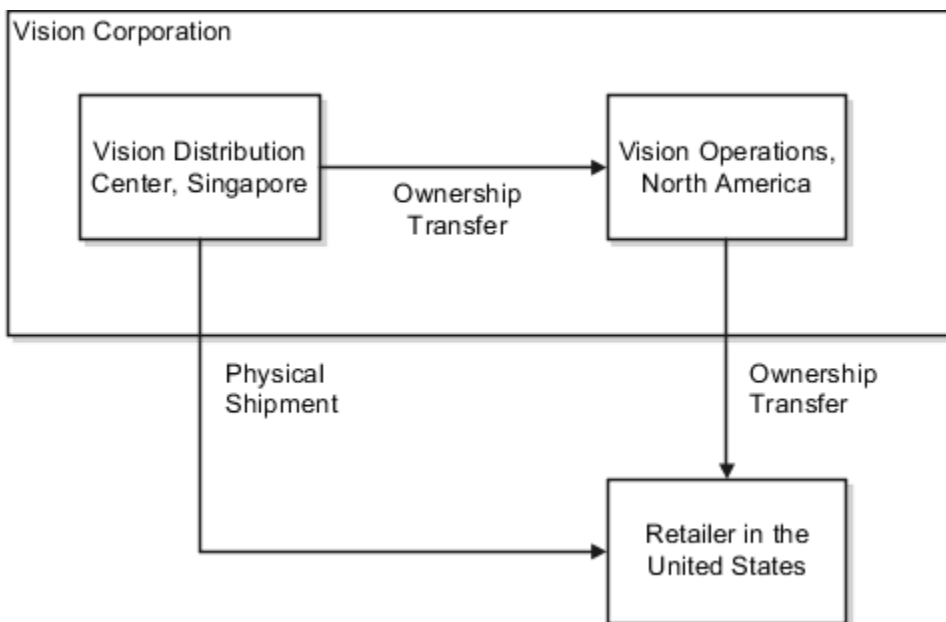 Vision Corporation
Vision Distribution
Center, Singapore
Vision Operations,
North America
Ownership
Transfer
Physical
Shipment
Ownership
Transfer
Retailer in the
United States